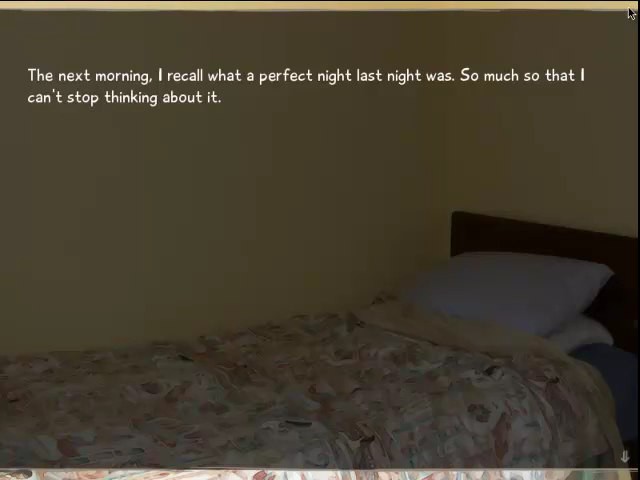 The next morning, I recall what a perfect night last night was. So much so that I
can't stop thinking about it.